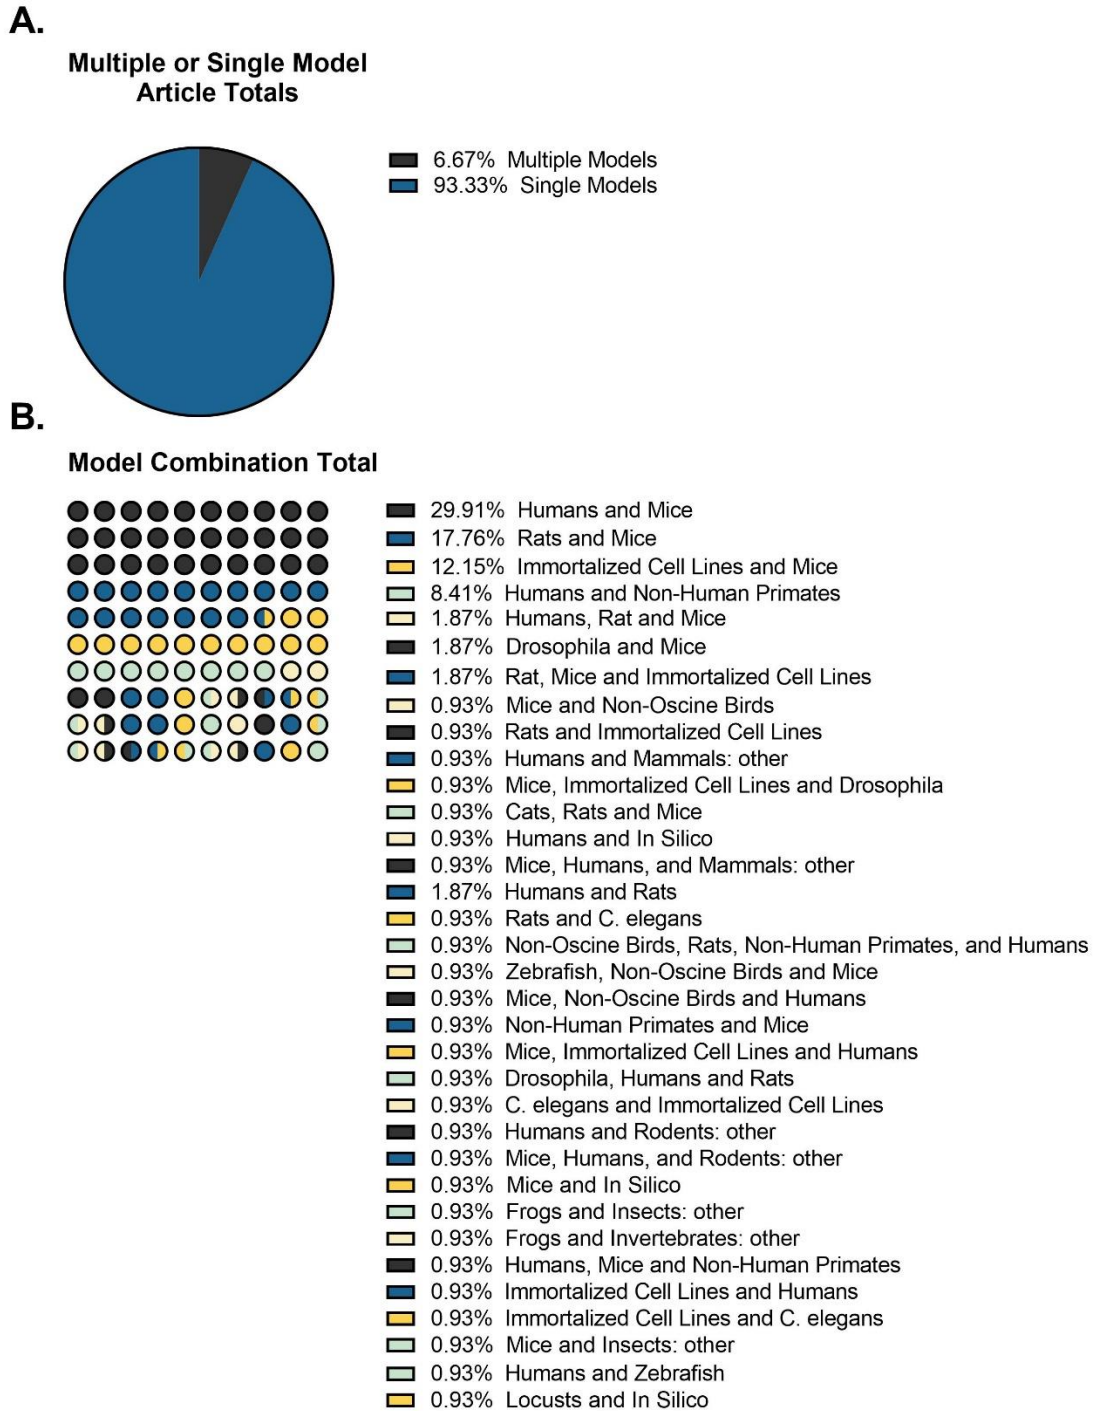 A.
Multiple or Single Model
Article Totals
6.67% Multiple Models
93.33% Single Models
B.
Model Combination Total
29.91% Humans and Mice
17.76% Rats and Mice
12.15% Immortalized Cell Lines and Mice
8.41% Humans and Non-Human Primates
1.87% Humans, Rat and Mice
1.87% Drosophila and Mice
1.87% Rat, Mice and Immortalized Cell Lines
0.93% Mice and Non-Oscine Birds
0.93% Rats and Immortalized Cell Lines
0.93% Humans and Mammals: other
0.93% Mice, Immortalized Cell Lines and Drosophila
0.93% Cats, Rats and Mice
0.93% Humans and In Silico
0.93% Mice, Humans, and Mammals: other
1.87% Humans and Rats
0.93% Rats and C. elegans
0.93% Non-Oscine Birds, Rats, Non-Human Primates, and Humans
0.93% Zebrafish, Non-Oscine Birds and Mice
0.93% Mice, Non-Oscine Birds and Humans
0.93% Non-Human Primates and Mice
0.93% Mice, Immortalized Cell Lines and Humans
0.93% Drosophila, Humans and Rats
0.93% C. elegans and Immortalized Cell Lines
0.93% Humans and Rodents: other
0.93% Mice, Humans, and Rodents: other
0.93% Mice and In Silico
0.93% Frogs and Insects: other
0.93% Frogs and Invertebrates: other
0.93% Humans, Mice and Non-Human Primates
0.93% Immortalized Cell Lines and Humans
0.93% Immortalized Cell Lines and C. elegans
0.93% Mice and Insects: other
0.93% Humans and Zebrafish
0.93% Locusts and In Silico